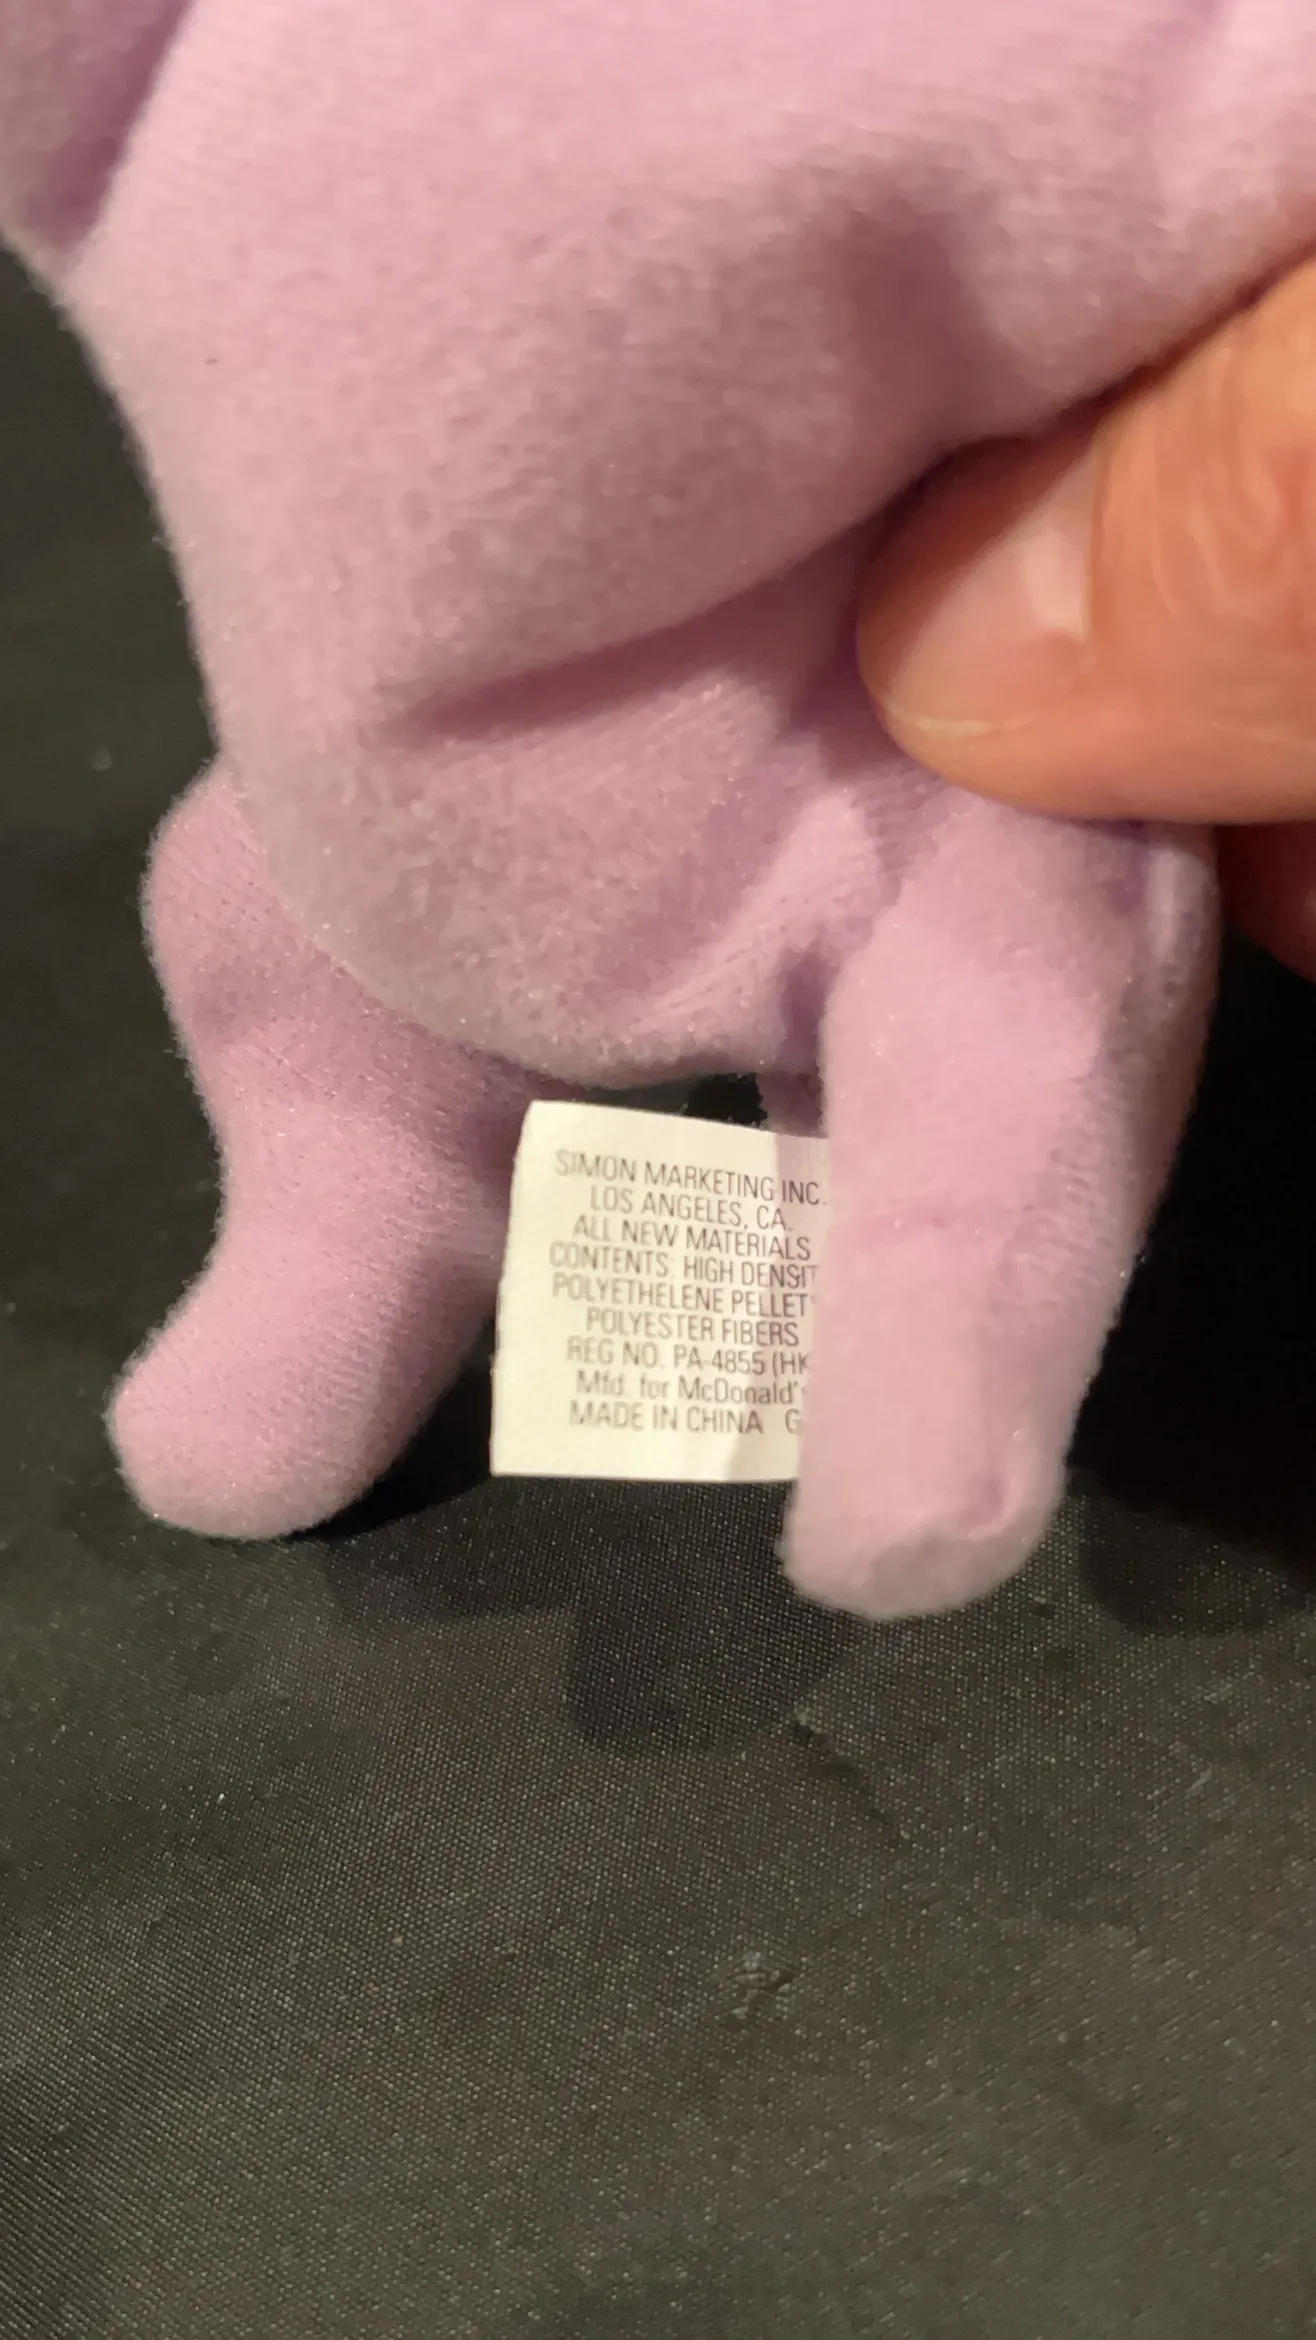 SIMON MARKETING INC.
LOS ANGELES, CA.
ALL NEW MATERIALS
CONTENTS: HIGH DENSIT
POLYETHELENE PELLET
POLYESTER FIBERS
REG NO. PA-4855 (HK
Mfd. for McDonald'
MADE IN CHINA G